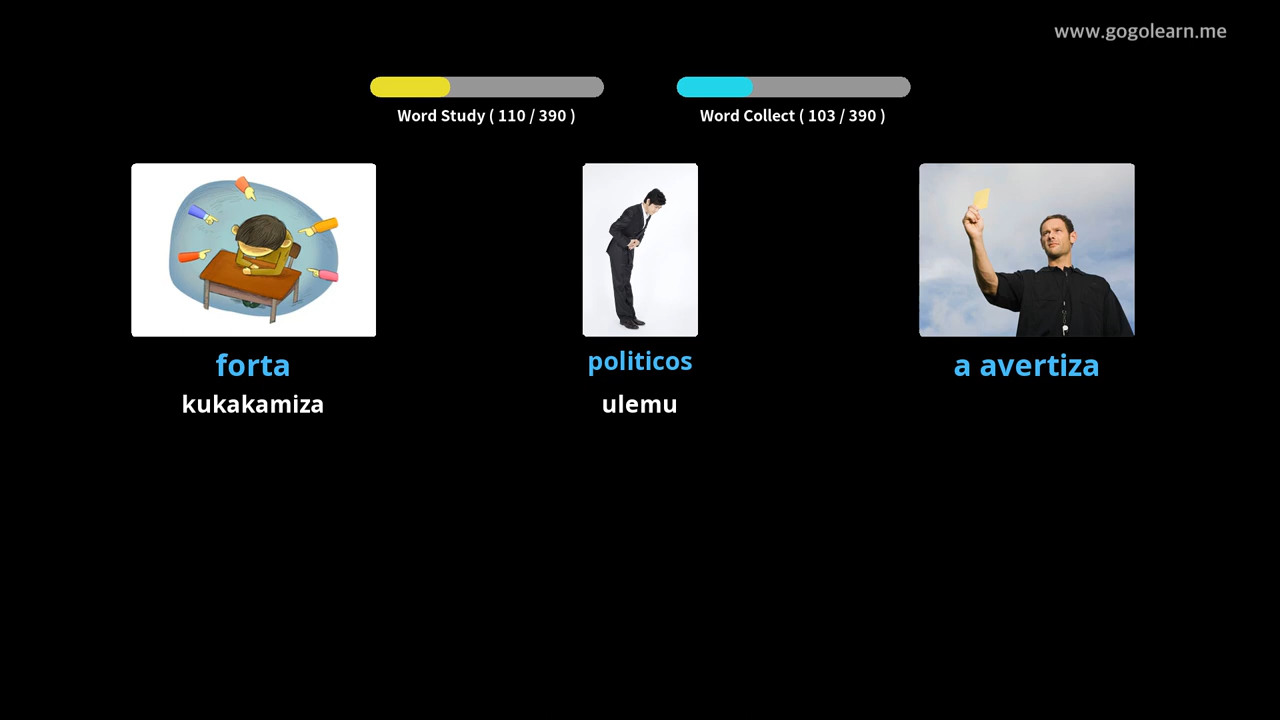 www.gogolearn.me
Word Study ( 110 / 390 )
Word Collect ( 103 / 390 )
forta
politicos
a avertiza
kukakamiza
ulemu